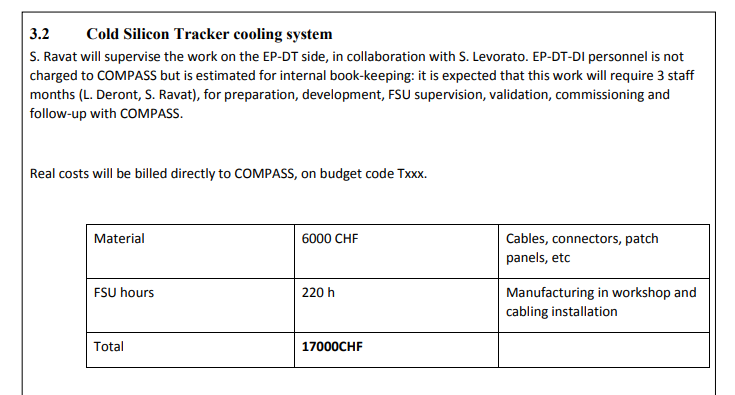 3.2 Cold Silicon Tracker cooling system
S. Ravat will supervise the work on the EP-DT side, in collaboration with S. Levorato. EP-DT-DI personnel is not
charged to COMPASS but is estimated for internal book-keeping: it is expected that this work will require 3 staff
months (L. Deront, S. Ravat), for preparation, development, FSU supervision, validation, commissioning and
follow-up with COMPASS.
Real costs will be billed directly to COMPASS, on budget code Txxx.
Material 6000 CHF Cables, connectors, patch
panels, etc
FSU hours 220 h Manufacturing in workshop and
cabling installation
Total 17000CHF